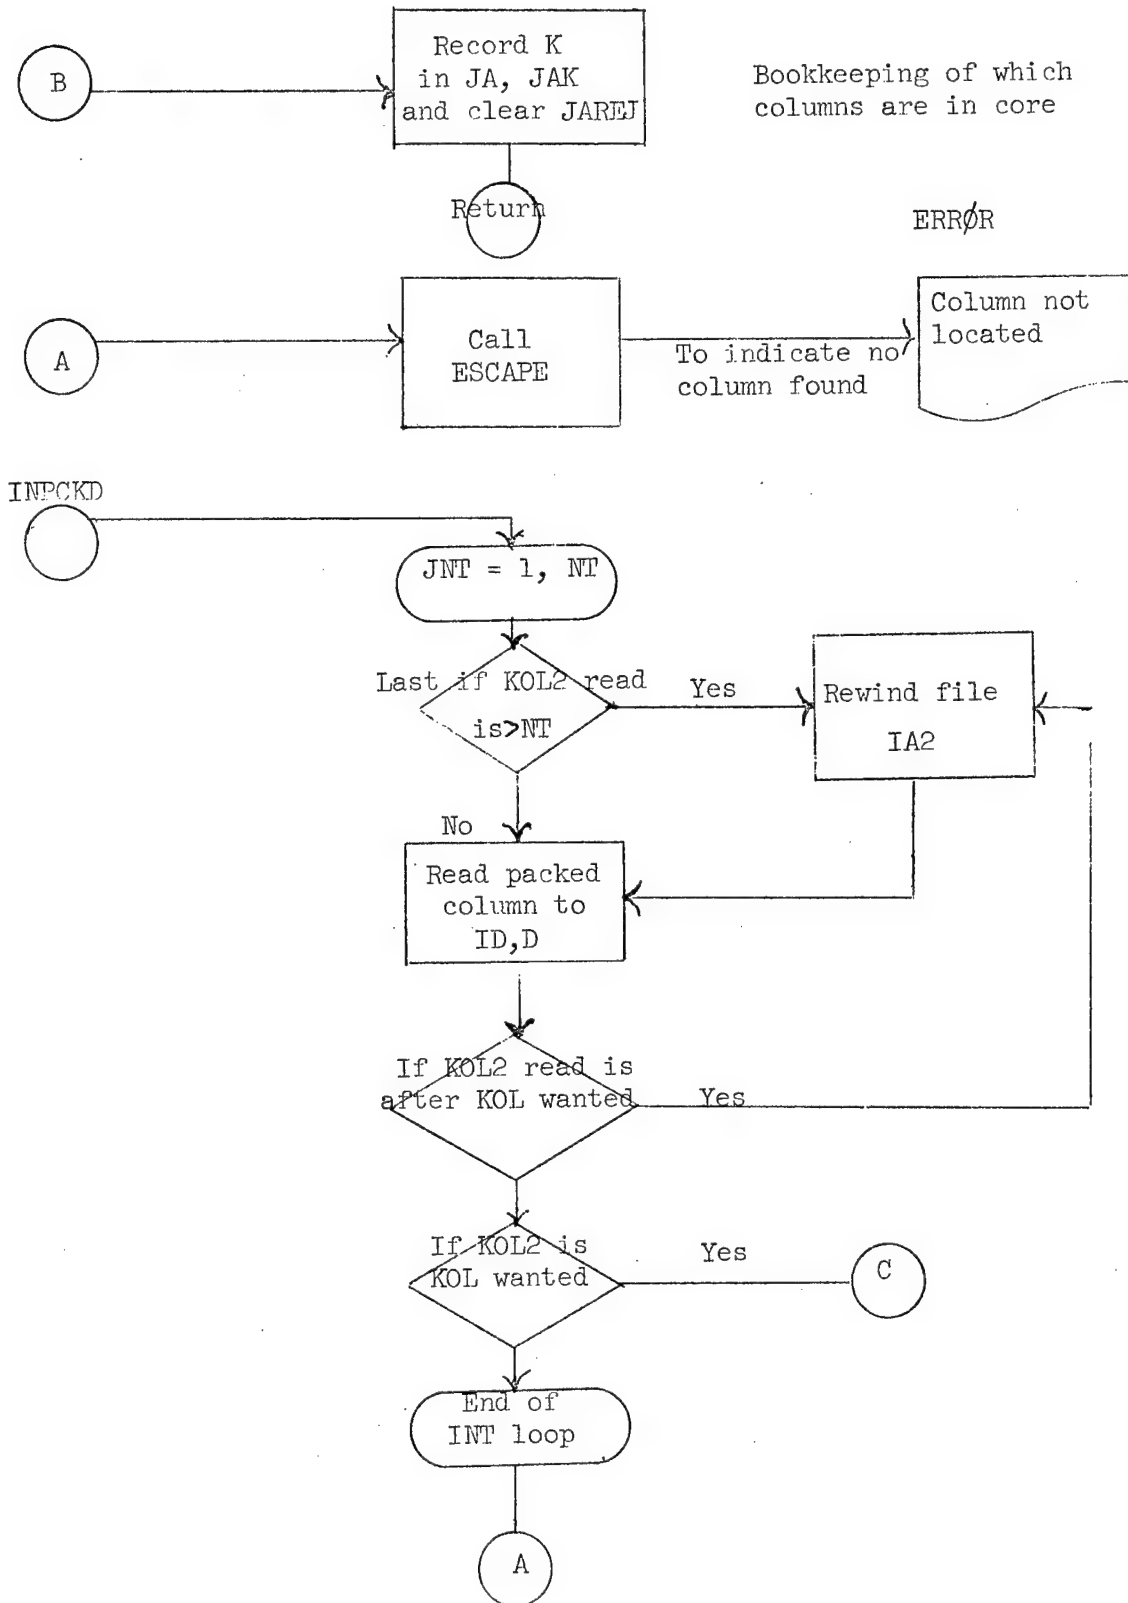 B
Record K
in JA, JAK
and clear JAREJ
Bookkeeping of which
columns are in core
Return
ERRØR
A
Call
ESCAPE
To indicate no
column found
Column not
located
INPCKD
JNT = 1, NT
Last if KOL2 read
is>NT
Yes
Rewind file
IA2
No
Read packed
column to
ID,D
If KOL2 read is
after KOL wanted
Yes
If KOL2 is
KOL wanted
Yes
C
End of
INT loop
A